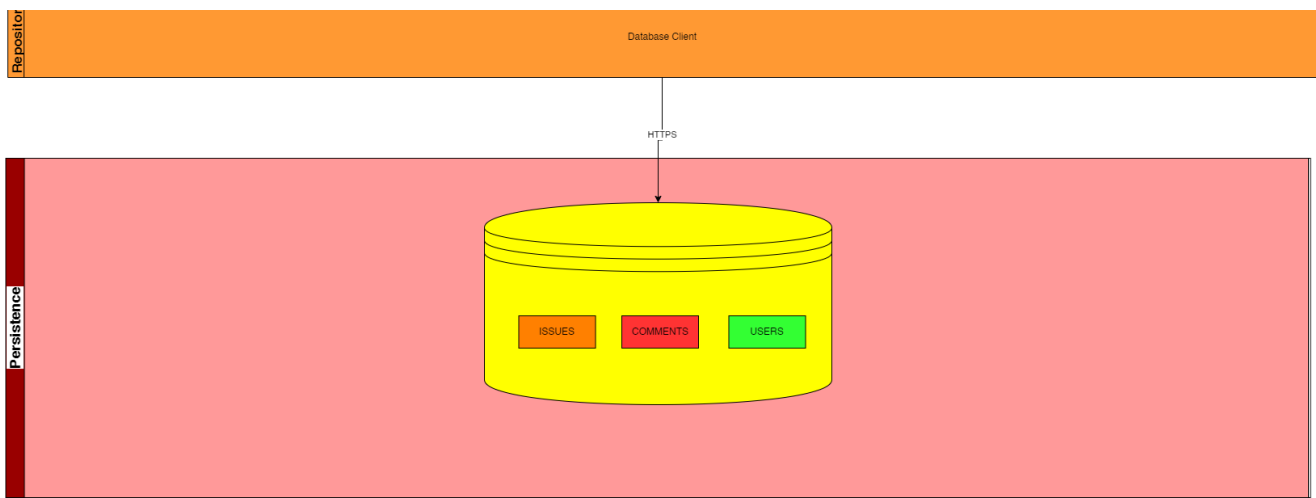 Repositor
Database Client
HTTPS
Persistence
ISSUES
COMMENTS
USERS